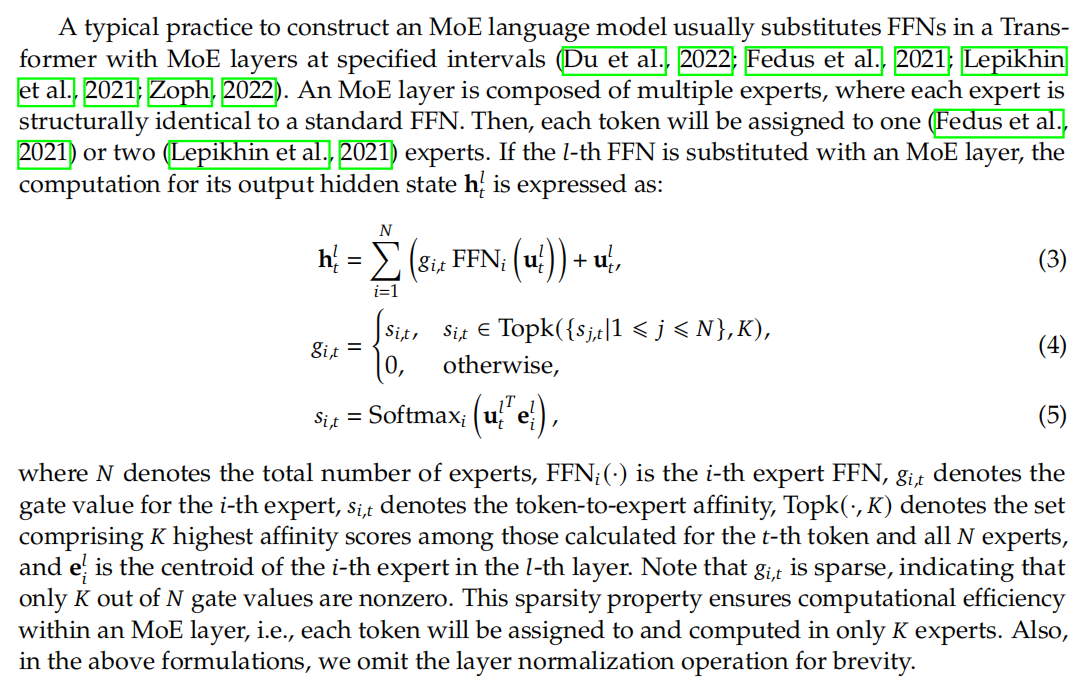 A typical practice to construct an MoE language model usually substitutes FFNs in a Trans-
former with MoE layers at specified intervals (Du et al., 2022; Fedus et al., 2021; Lepikhin
et al., 2021; Zoph, 2022). An MoE layer is composed of multiple experts, where each expert is
structurally identical to a standard FFN. Then, each token will be assigned to one (Fedus et al.,
2021) or two (Lepikhin et al., 2021) experts. If the l-th FFN is substituted with an MoE layer, the
computation for its output hidden state $\mathbf{h}_t^l$ is expressed as:
$\mathbf{h}_t^l = \sum_{i=1}^{N} \left( g_{i,t} \, \text{FFN}_i \left( \mathbf{u}_t^l \right) \right) + \mathbf{u}_t^l,$ (3)
$g_{i,t} = \begin{cases} s_{i,t}, & s_{i,t} \in \text{Topk}(\{s_{j,t} | 1 \leqslant j \leqslant N\}, K), \\ 0, & \text{otherwise}, \end{cases}$ (4)
$s_{i,t} = \text{Softmax}_i \left( {\mathbf{u}_t^l}^T \mathbf{e}_i^l \right),$ (5)
where N denotes the total number of experts, $\text{FFN}_i(\cdot)$ is the i-th expert FFN, $g_{i,t}$ denotes the
gate value for the i-th expert, $s_{i,t}$ denotes the token-to-expert affinity, Topk(·, K) denotes the set
comprising K highest affinity scores among those calculated for the t-th token and all N experts,
and $\mathbf{e}_i^l$ is the centroid of the i-th expert in the l-th layer. Note that $g_{i,t}$ is sparse, indicating that
only K out of N gate values are nonzero. This sparsity property ensures computational efficiency
within an MoE layer, i.e., each token will be assigned to and computed in only K experts. Also,
in the above formulations, we omit the layer normalization operation for brevity.